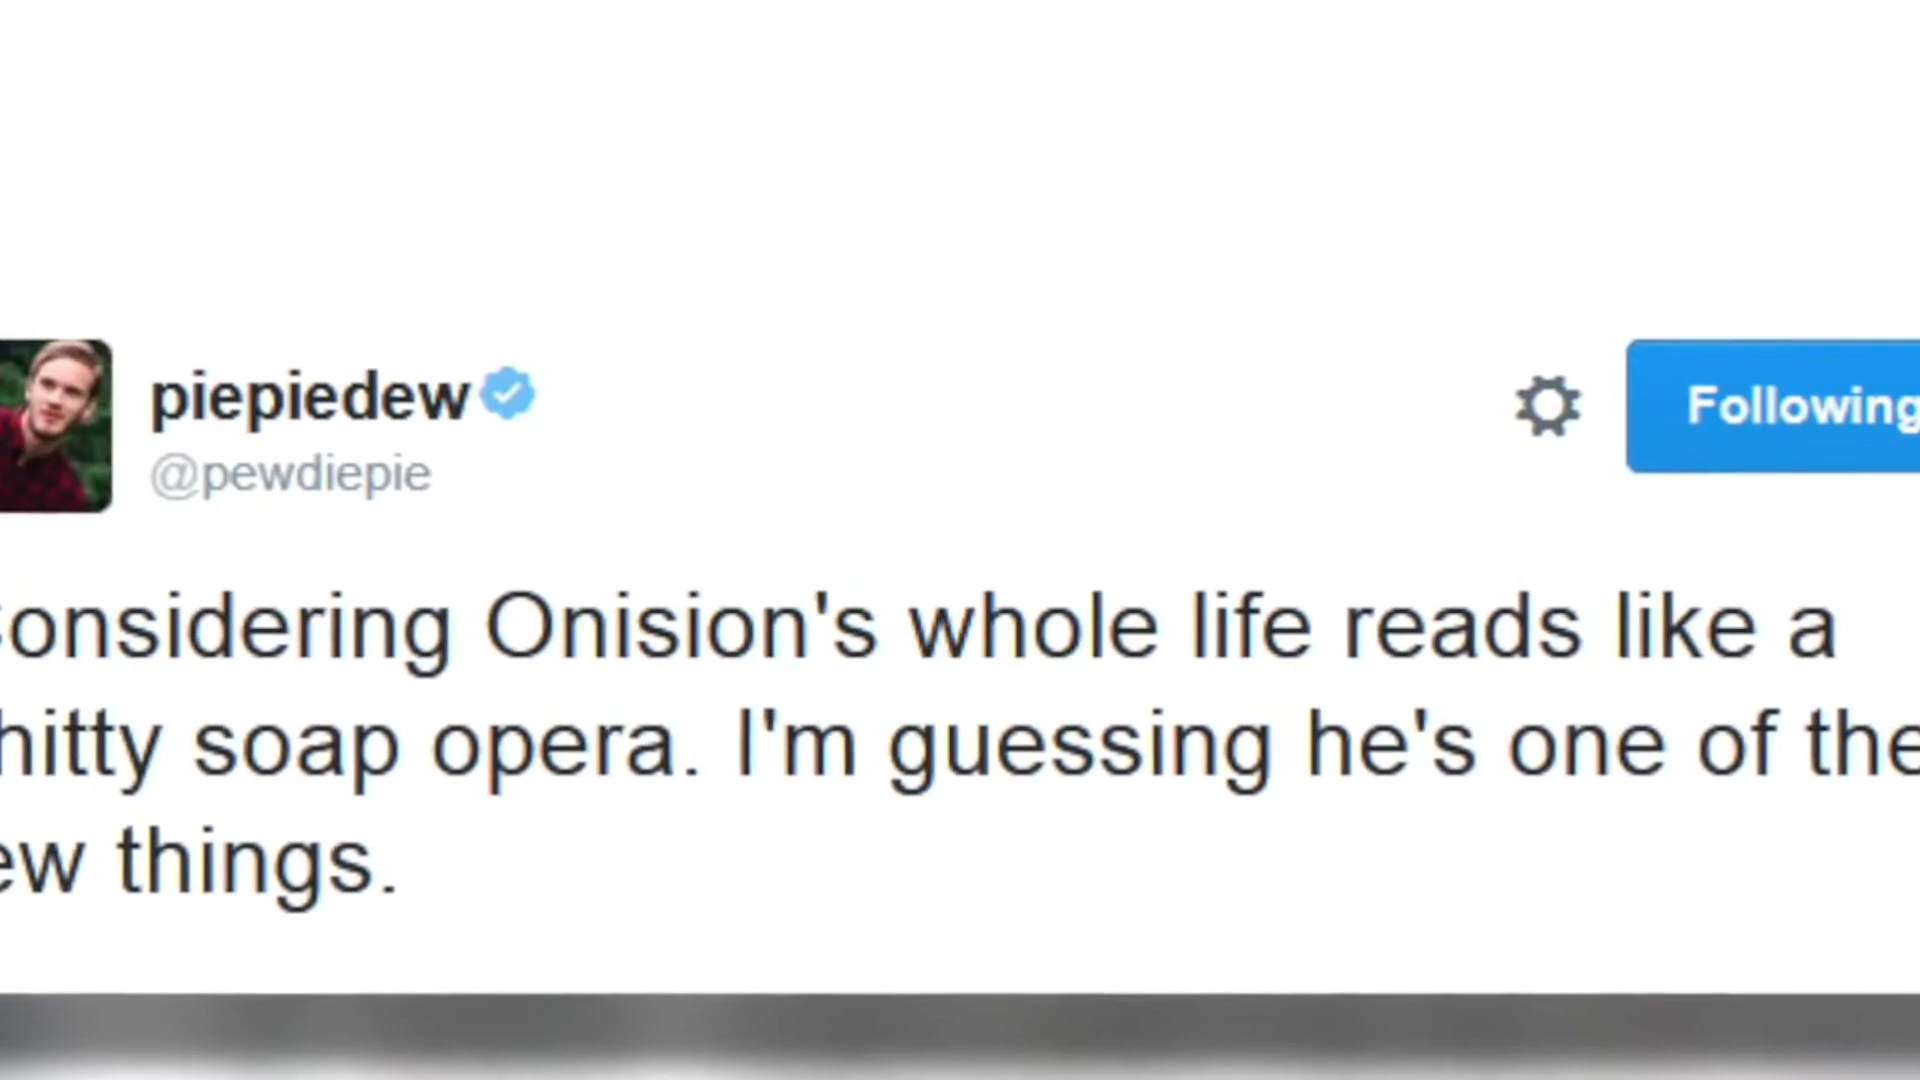 piepiedew
@pewdiepie
Following
onsidering Onision's whole life reads like a
hitty soap opera. I'm guessing he's one of the
ew things.